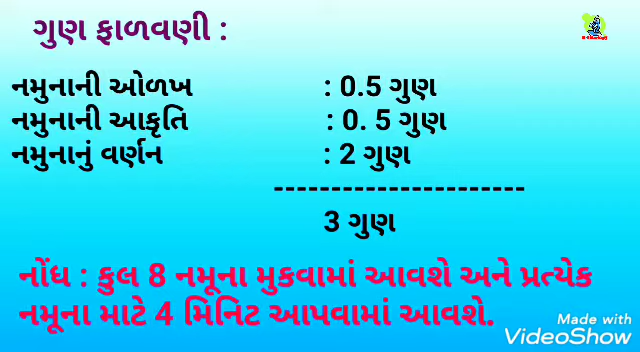 ગુણ ફાળવણી :
નમુનાની ઓળખ : 0.5 ગુણ
નમુનાની આકૃતિ : 0. 5 ગુણ
નમુનાનું વર્ણન : 2 ગુણ
----------------------
3 ગુણ
નોંધ : કુલ 8 નમૂના મુકવામાં આવશે અને પ્રત્યેક
નમૂના માટે 4 મિનિટ આપવામાં આવશે.
Made with
VideoShow